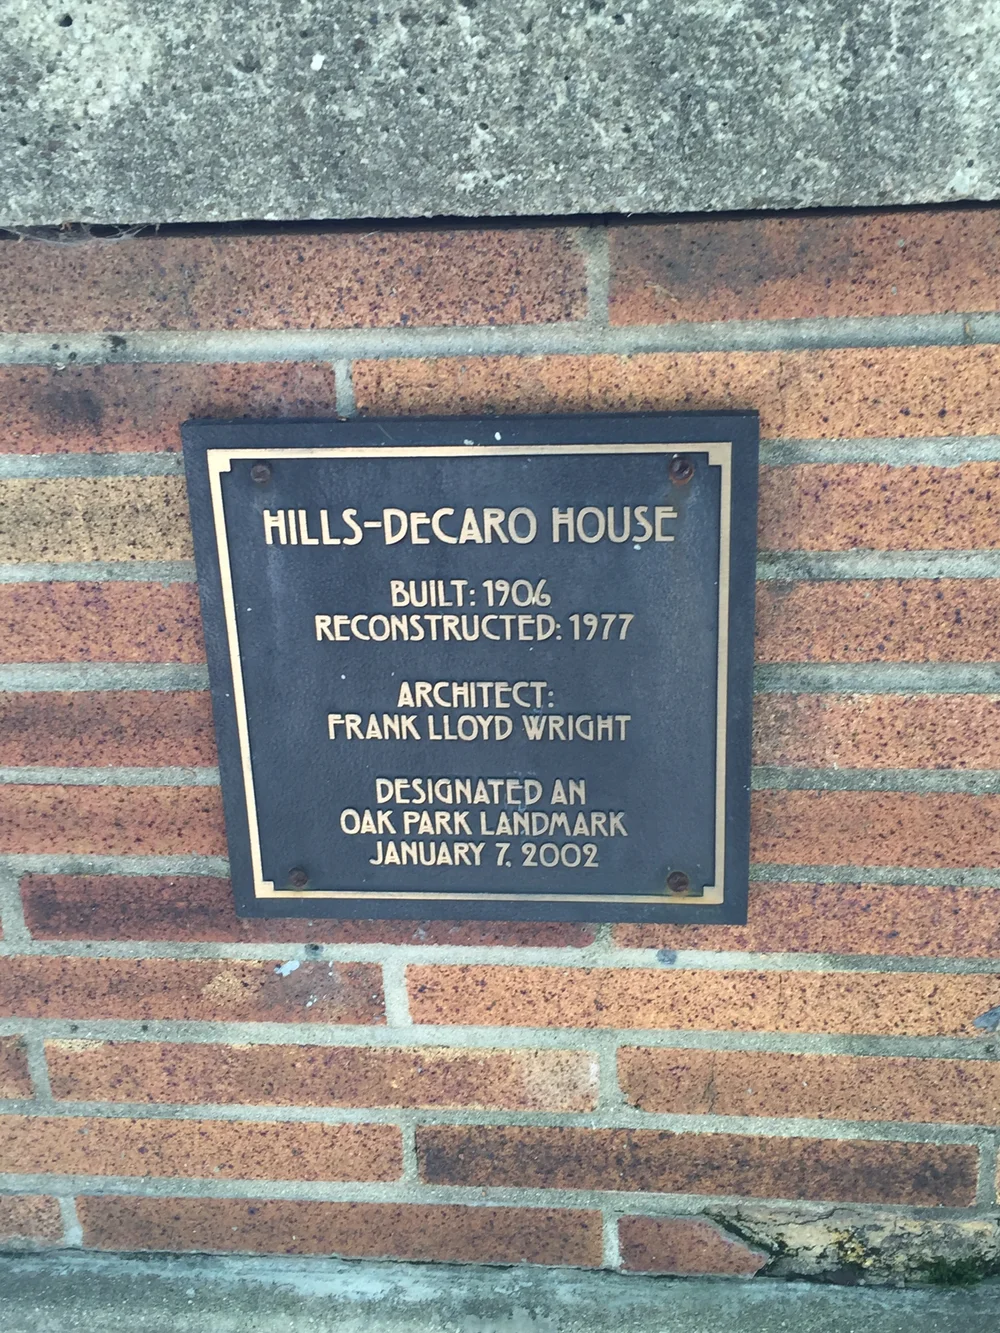 HILLS-DECARO HOUSE
BUILT: 1906
RECONSTRUCTED: 1977
ARCHITECT:
FRANK LLOYD WRIGHT
DESIGNATED AN
OAK PARK LANDMARK
JANUARY 7, 2002